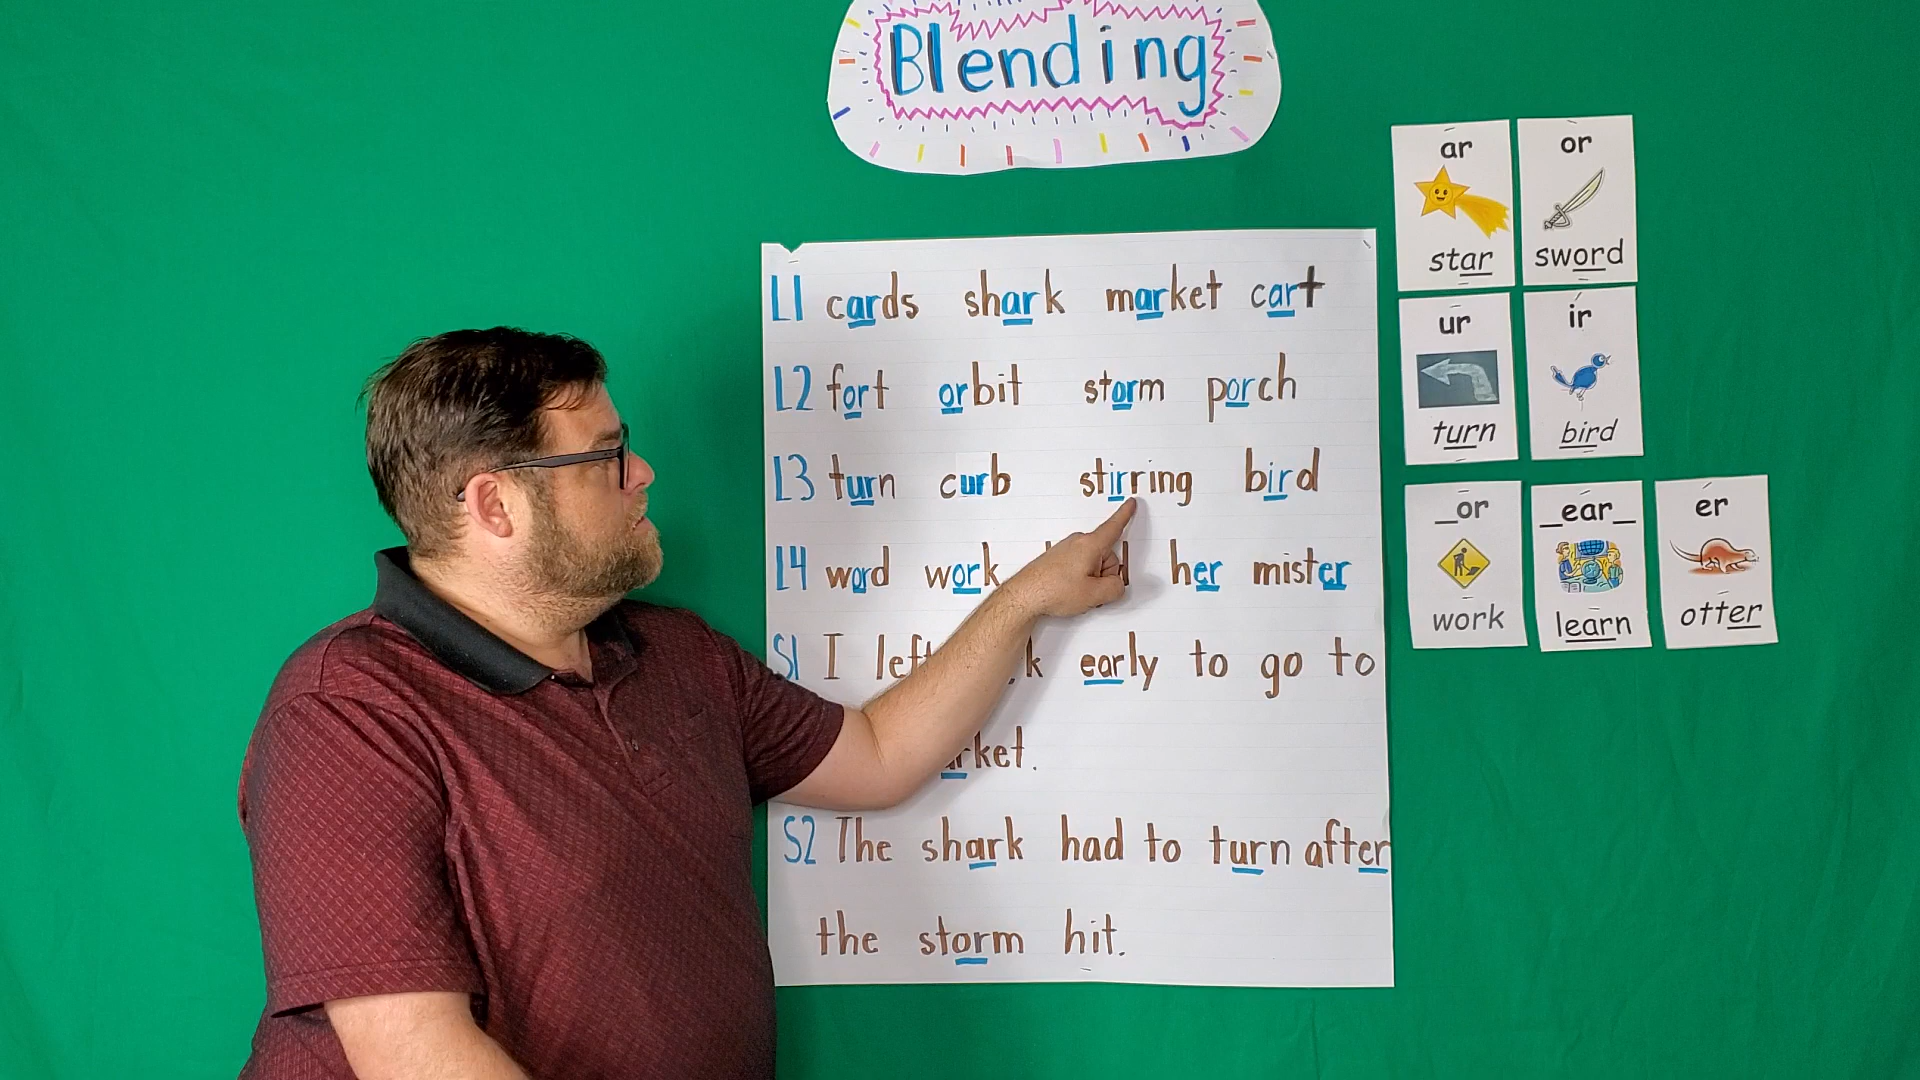 Blending
L1 cards shark market cart
L2 fort orbit storm porch
L3 turn curb stirring bird
L4 word work her mister
S1 I left early to go to
market.
S2 The shark had to turn after
the storm hit.
ar
star
or
sword
ur
turn
ir
bird
_or
work
_ear_
learn
er
otter